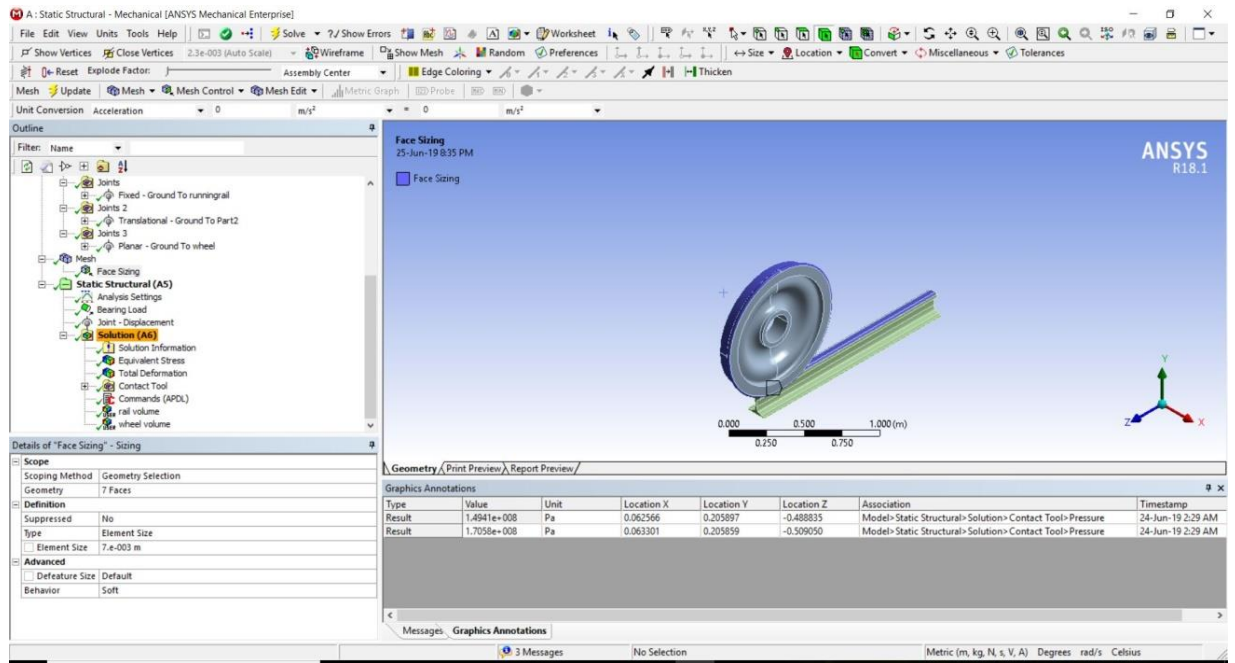 A : Static Structural - Mechanical [ANSYS Mechanical Enterprise]
File Edit View Units Tools Help Solve ?/ Show Errors Worksheet
Show Vertices Close Vertices 2.3e-003 (Auto Scale) Wireframe Show Mesh Random Preferences Size Location Convert Miscellaneous Tolerances
Reset Explode Factor: Assembly Center Edge Coloring Thicken
Mesh Update Mesh Mesh Control Mesh Edit Metric Graph Probe
Unit Conversion Acceleration 0 m/s² = 0 m/s²
Outline
Filter: Name
Joints
Fixed - Ground To runningrail
Joints 2
Translational - Ground To Part2
Joints 3
Planar - Ground To wheel
Mesh
Face Sizing
Static Structural (A5)
Analysis Settings
Bearing Load
Joint - Displacement
Solution (A6)
Solution Information
Equivalent Stress
Total Deformation
Contact Tool
Commands (APDL)
rail volume
wheel volume
Details of "Face Sizing" - Sizing
Scope
Scoping Method Geometry Selection
Geometry 7 Faces
Definition
Suppressed No
Type Element Size
Element Size 7.e-003 m
Advanced
Defeature Size Default
Behavior Soft
Face Sizing
25-Jun-19 8:35 PM
Face Sizing
ANSYS
R18.1
Y
Z X
0.000 0.500 1.000 (m)
0.250 0.750
Geometry Print Preview Report Preview
Graphics Annotations
Type Value Unit Location X Location Y Location Z Association Timestamp
Result 1.4941e+008 Pa 0.062566 0.205897 -0.488835 Model>Static Structural>Solution>Contact Tool>Pressure 24-Jun-19 2:29 AM
Result 1.7058e+008 Pa 0.063301 0.205859 -0.509050 Model>Static Structural>Solution>Contact Tool>Pressure 24-Jun-19 2:29 AM
Messages Graphics Annotations
3 Messages No Selection Metric (m, kg, N, s, V, A) Degrees rad/s Celsius